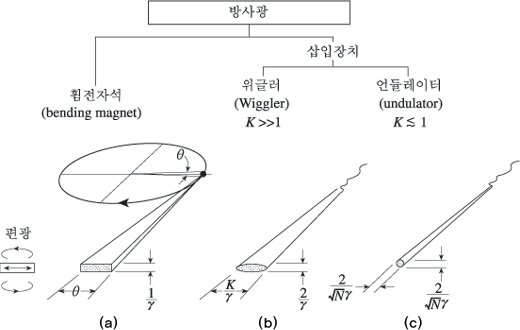 방사광
삽입장치
휨전자석
(bending magnet)
위글러
(Wiggler)
K >>1
언듈레이터
(undulator)
K ≲ 1
θ
편광
θ
1/γ
K/γ
2/γ
2/√Nγ
2/√Nγ
(a)
(b)
(c)